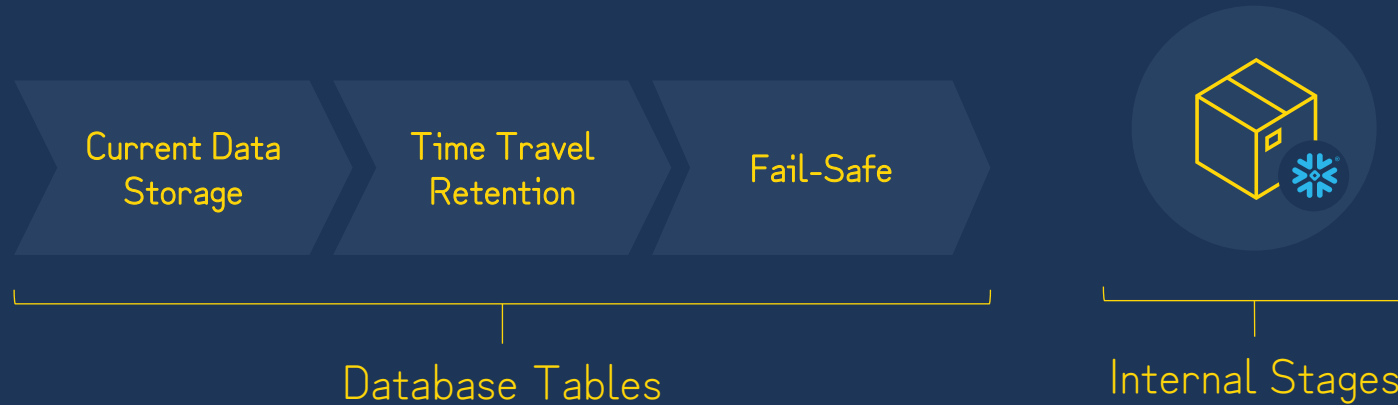 Current Data
Storage
Time Travel
Retention
Fail-Safe
Database Tables
Internal Stages